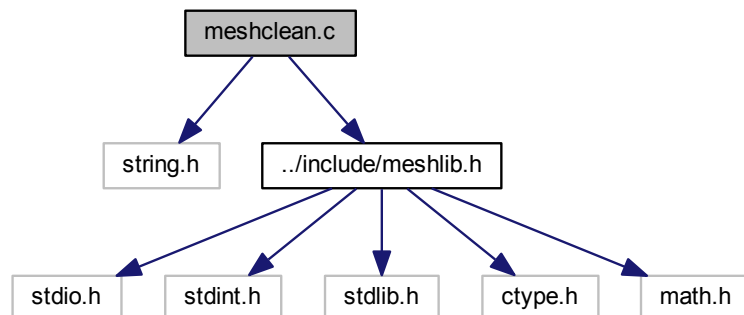 meshclean.c
string.h
../include/meshlib.h
stdio.h
stdint.h
stdlib.h
ctype.h
math.h